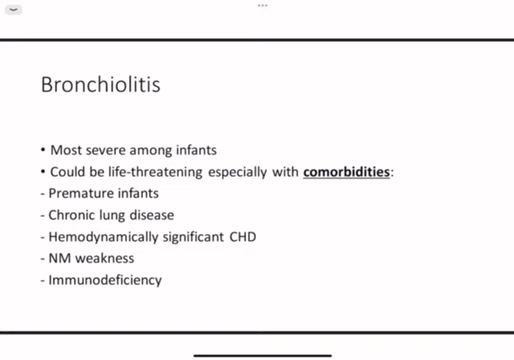 Bronchiolitis
• Most severe among infants
• Could be life-threatening especially with comorbidities:
- Premature infants
- Chronic lung disease
- Hemodynamically significant CHD
- NM weakness
- Immunodeficiency